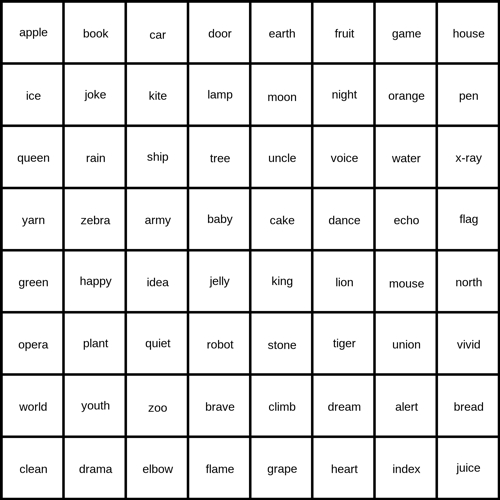 apple book car door earth fruit game house
ice joke kite lamp moon night orange pen
queen rain ship tree uncle voice water x-ray
yarn zebra army baby cake dance echo flag
green happy idea jelly king lion mouse north
opera plant quiet robot stone tiger union vivid
world youth zoo brave climb dream alert bread
clean drama elbow flame grape heart index juice